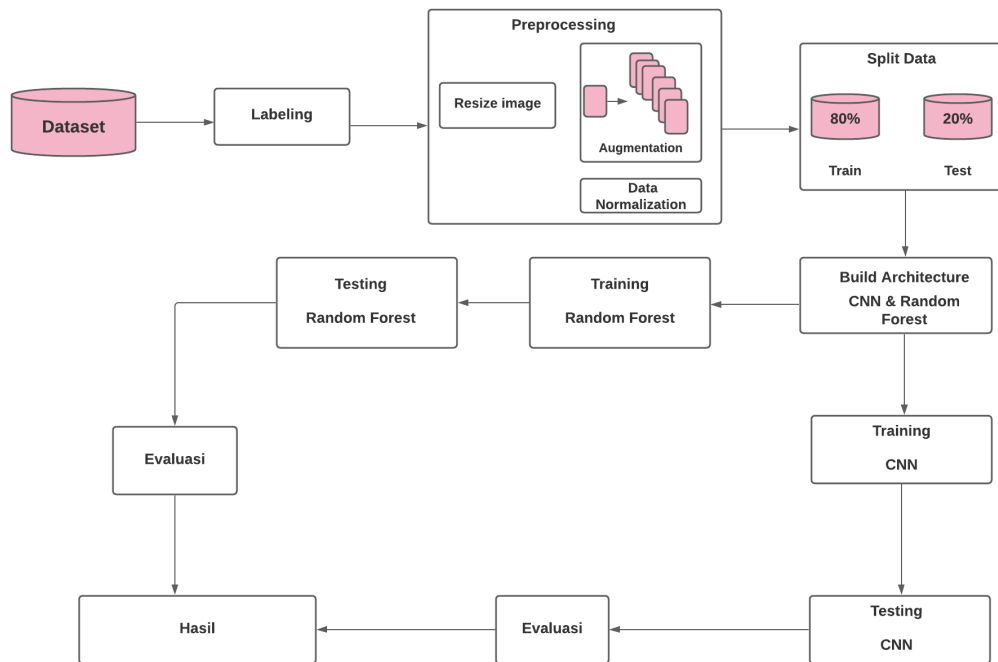 Preprocessing
Split Data
Dataset
Labeling
Resize image
Augmentation
Data
Normalization
80%
20%
Train
Test
Testing
Random Forest
Training
Random Forest
Build Architecture
CNN & Random
Forest
Evaluasi
Training
CNN
Hasil
Evaluasi
Testing
CNN